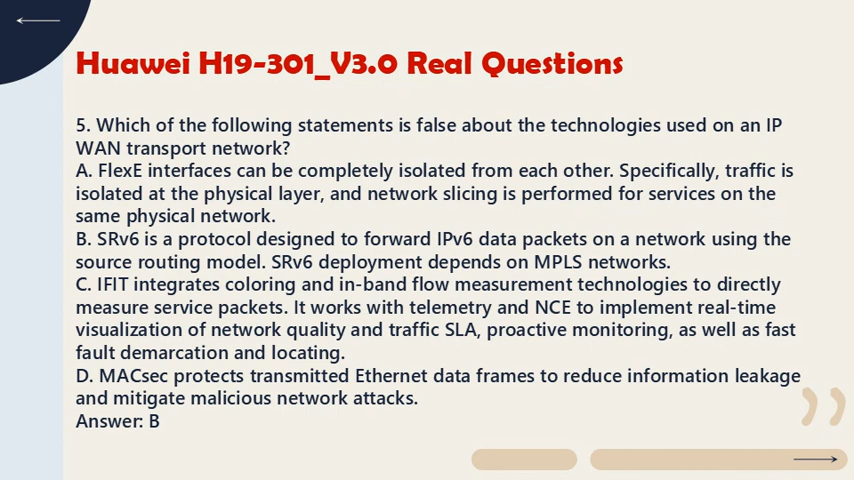 Huawei H19-301_V3.0 Real Questions
5. Which of the following statements is false about the technologies used on an IP
WAN transport network?
A. FlexE interfaces can be completely isolated from each other. Specifically, traffic is
isolated at the physical layer, and network slicing is performed for services on the
same physical network.
B. SRv6 is a protocol designed to forward IPv6 data packets on a network using the
source routing model. SRv6 deployment depends on MPLS networks.
C. IFIT integrates coloring and in-band flow measurement technologies to directly
measure service packets. It works with telemetry and NCE to implement real-time
visualization of network quality and traffic SLA, proactive monitoring, as well as fast
fault demarcation and locating.
D. MACsec protects transmitted Ethernet data frames to reduce information leakage
and mitigate malicious network attacks.
Answer: B